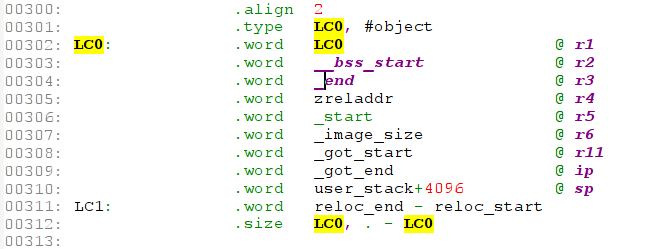 00300: .align 2
00301: .type LC0, #object
00302: LC0: .word LC0 @ r1
00303: .word __bss_start @ r2
00304: .word _end @ r3
00305: .word zreladdr @ r4
00306: .word _start @ r5
00307: .word _image_size @ r6
00308: .word _got_start @ r11
00309: .word _got_end @ ip
00310: .word user_stack+4096 @ sp
00311: LC1: .word reloc_end - reloc_start
00312: .size LC0, . - LC0
00313: